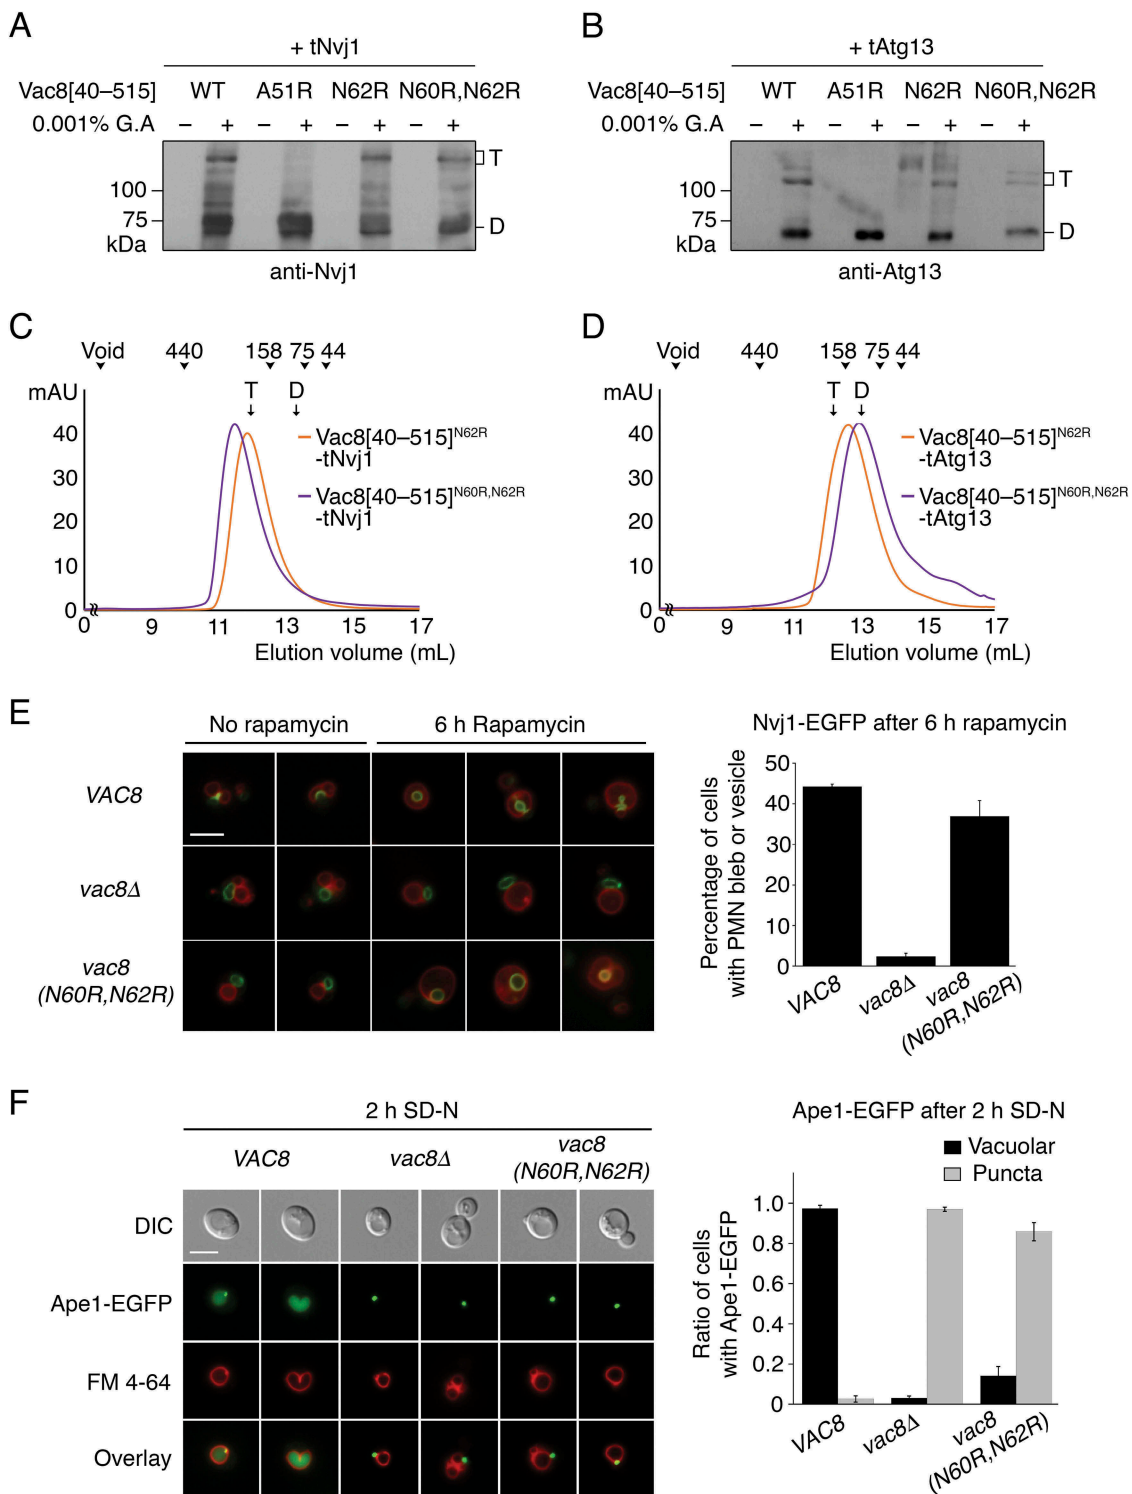 A
+ tNvj1
Vac8[40–515] WT A51R N62R N60R,N62R
0.001% G.A – + – + – + – +
T
100
75
D
kDa
anti-Nvj1
B
+ tAtg13
Vac8[40–515] WT A51R N62R N60R,N62R
0.001% G.A – + – + – + – +
T
100
75
D
kDa
anti-Atg13
C
Void 440 158 75 44
mAU
T D
40
30
20
10
0
Vac8[40–515]N62R
-tNvj1
Vac8[40–515]N60R,N62R
-tNvj1
0 9 11 13 15 17
Elution volume (mL)
D
Void 440 158 75 44
mAU
T D
40
30
20
10
0
Vac8[40–515]N62R
-tAtg13
Vac8[40–515]N60R,N62R
-tAtg13
0 9 11 13 15 17
Elution volume (mL)
E
No rapamycin 6 h Rapamycin
VAC8
vac8Δ
vac8
(N60R,N62R)
Nvj1-EGFP after 6 h rapamycin
Percentage of cells
with PMN bleb or vesicle
50
40
30
20
10
0
VAC8
vac8Δ
vac8
(N60R,N62R)
F
2 h SD-N
VAC8 vac8Δ vac8
(N60R,N62R)
DIC
Ape1-EGFP
FM 4-64
Overlay
Ape1-EGFP after 2 h SD-N
Vacuolar
Puncta
Ratio of cells
with Ape1-EGFP
1.0
0.8
0.6
0.4
0.2
0
VAC8
vac8Δ
vac8
(N60R,N62R)